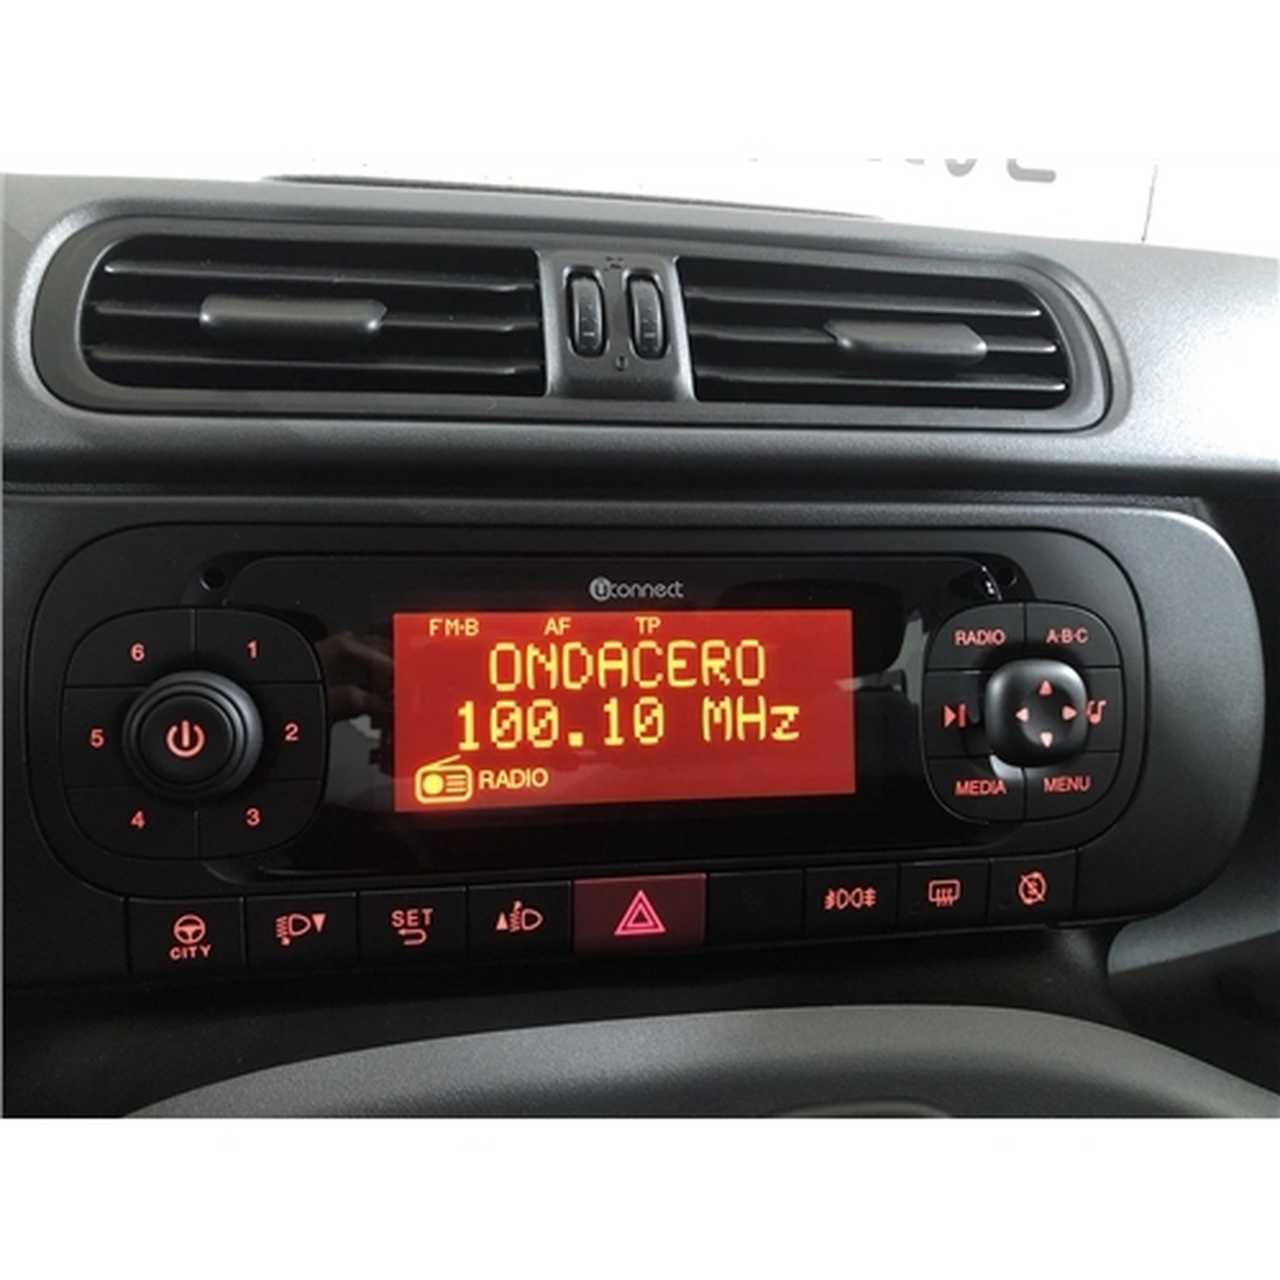 uconnect
FM-B AF TP
ONDACERO
100.10 MHz
RADIO
6 1
5 2
4 3
RADIO A·B·C
MEDIA MENU
CITY
SET